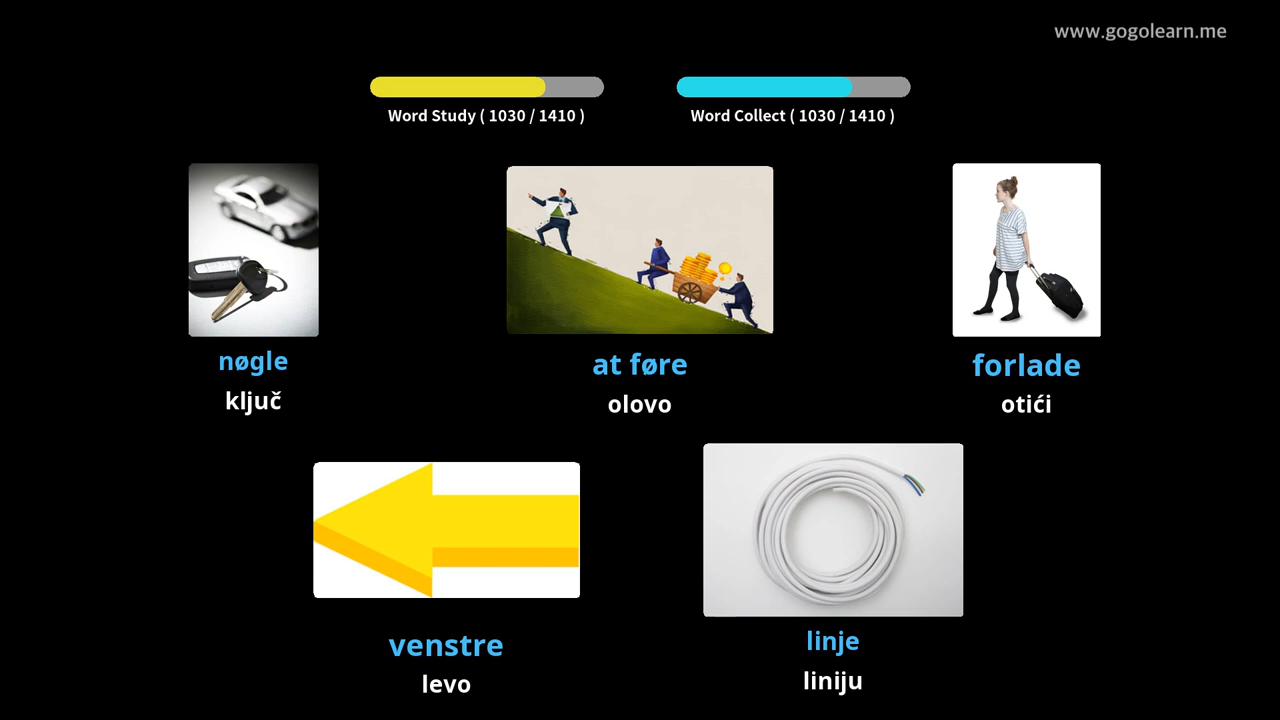 www.gogolearn.me
Word Study ( 1030 / 1410 )
Word Collect ( 1030 / 1410 )
nøgle
ključ
at føre
olovo
forlade
otići
venstre
levo
linje
liniju